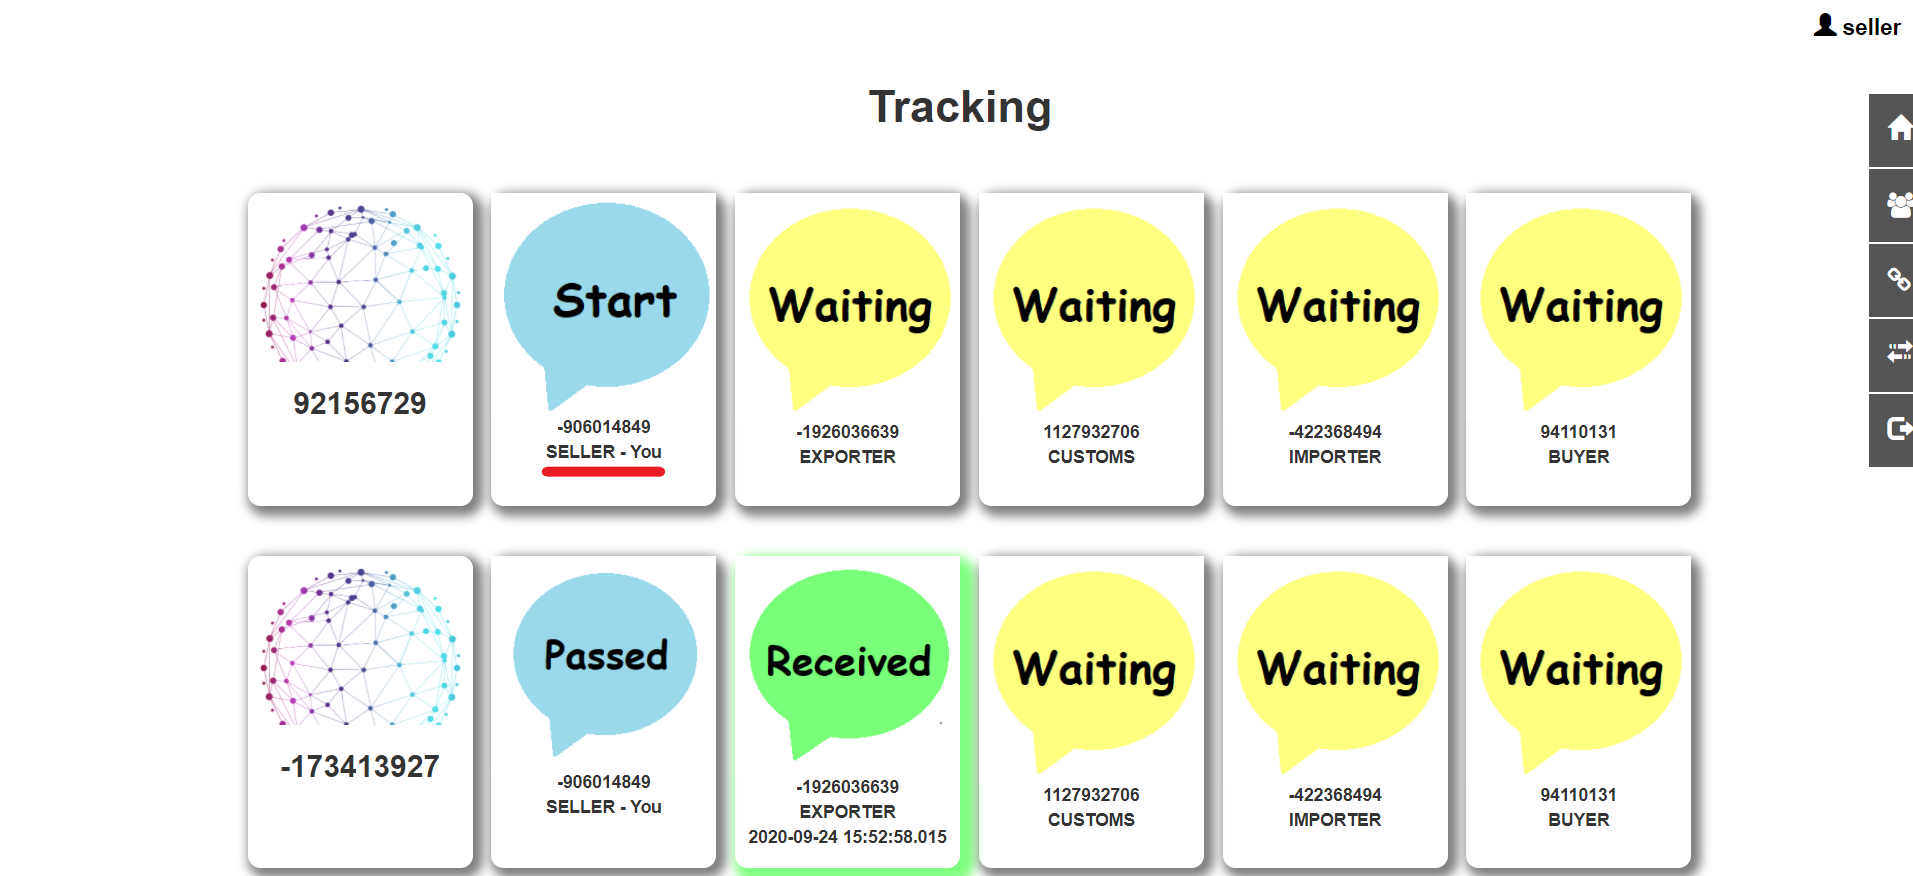 seller
Tracking
92156729
Start
-906014849
SELLER - You
Waiting
-1926036639
EXPORTER
Waiting
1127932706
CUSTOMS
Waiting
-422368494
IMPORTER
Waiting
94110131
BUYER
-173413927
Passed
-906014849
SELLER - You
Received
-1926036639
EXPORTER
2020-09-24 15:52:58.015
Waiting
1127932706
CUSTOMS
Waiting
-422368494
IMPORTER
Waiting
94110131
BUYER